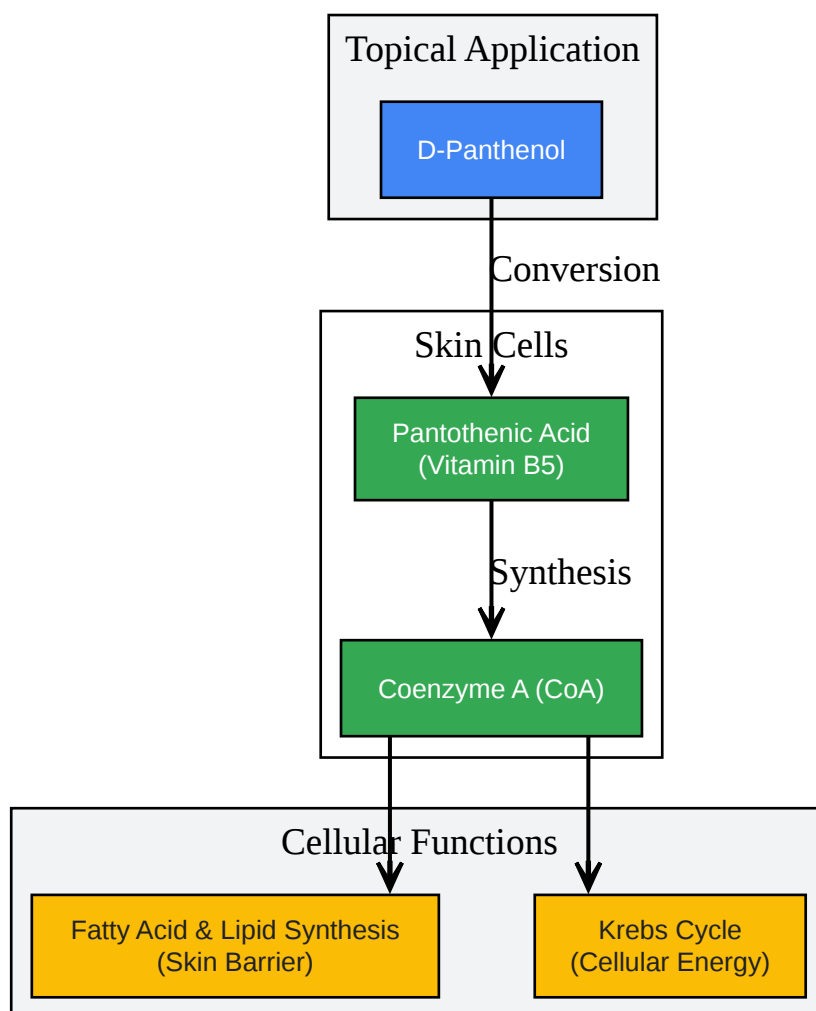 Topical Application
D-Panthenol
Conversion
Skin Cells
Pantothenic Acid
(Vitamin B5)
Synthesis
Coenzyme A (CoA)
Cellular Functions
Fatty Acid & Lipid Synthesis
(Skin Barrier)
Krebs Cycle
(Cellular Energy)